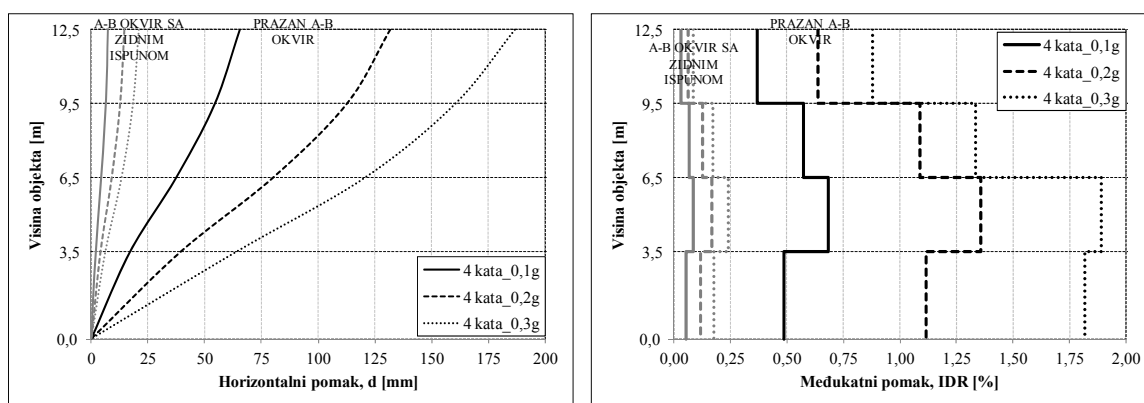 A-B OKVIR SA
ZIDNIM
ISPUNOM
PRAZAN A-B
OKVIR
12,5
9,5
6,5
3,5
0,0
Visina objekta [m]
4 kata_0,1g
4 kata_0,2g
4 kata_0,3g
0 25 50 75 100 125 150 175 200
Horizontalni pomak, d [mm]
PRAZAN A-B
OKVIR
A-B OKVIR SA
ZIDNIM
ISPUNOM
12,5
9,5
6,5
3,5
0,0
Visina objekta [m]
4 kata_0,1g
4 kata_0,2g
4 kata_0,3g
0,00 0,25 0,50 0,75 1,00 1,25 1,50 1,75 2,00
Međukatni pomak, IDR [%]